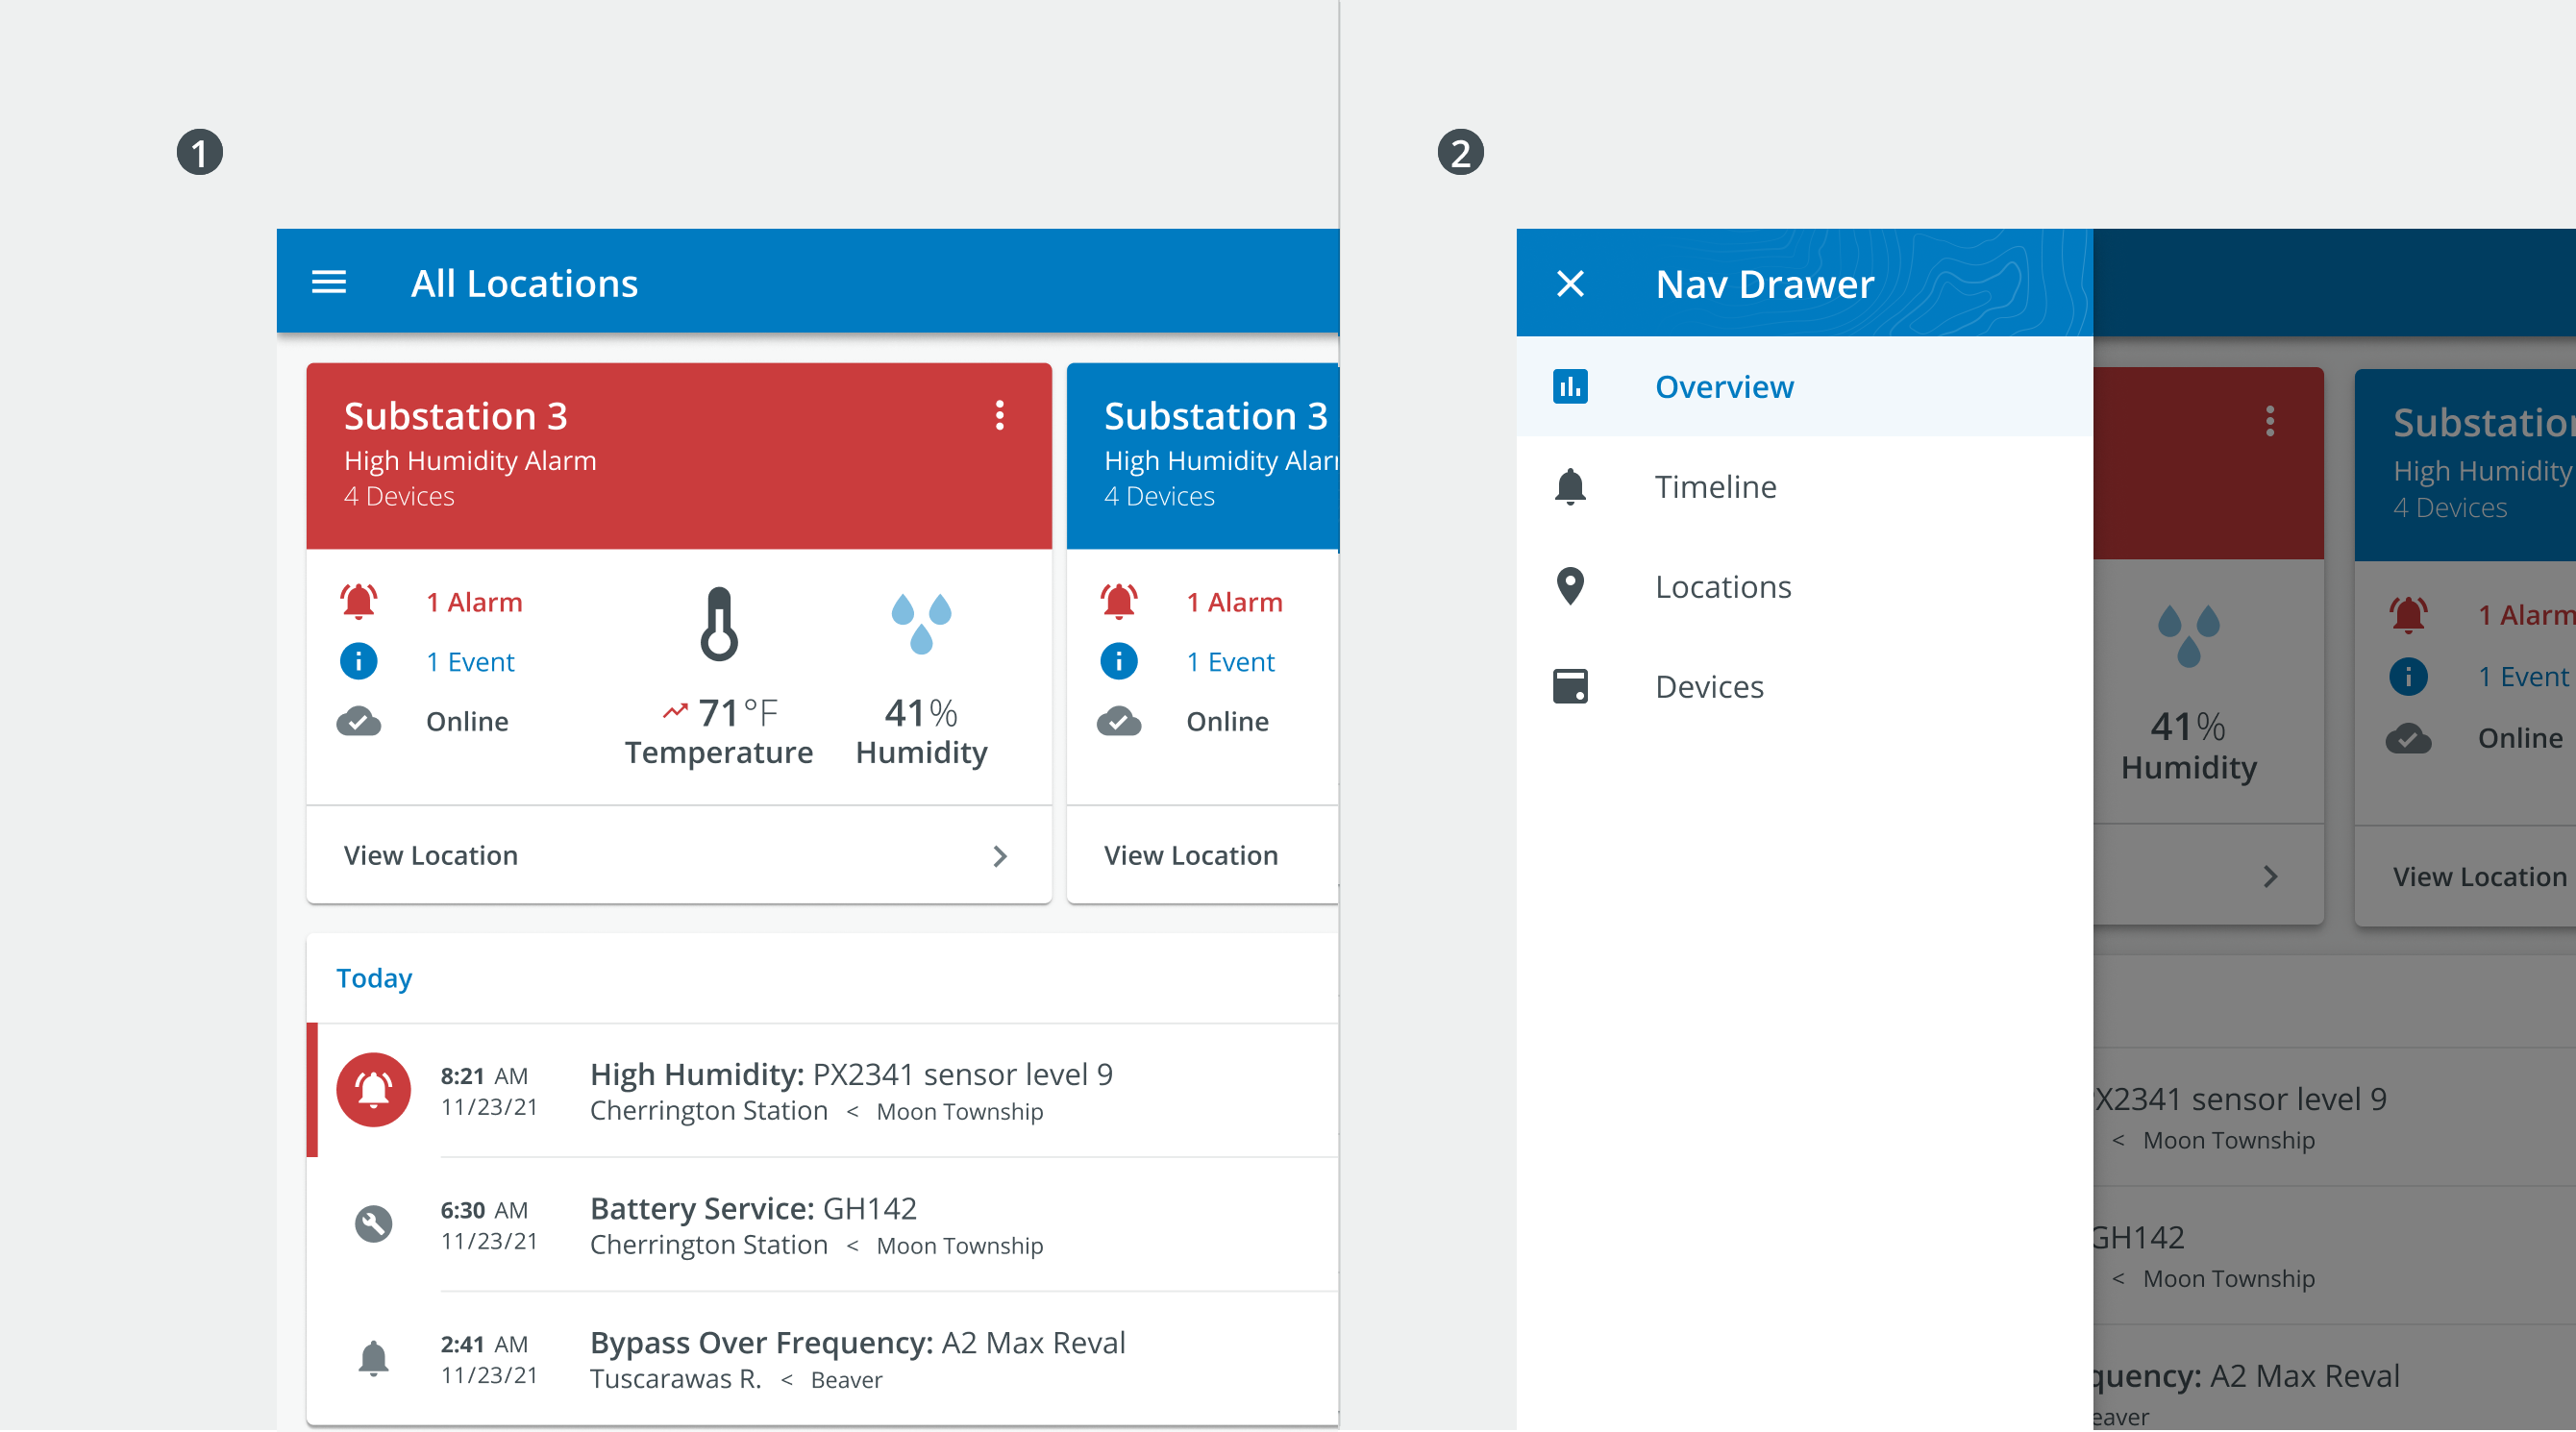 1
All Locations
Substation 3
High Humidity Alarm
4 Devices
1 Alarm
1 Event
Online
71°F
Temperature
41%
Humidity
View Location
Substation 3
High Humidity Alarm
4 Devices
1 Alarm
1 Event
Online
View Location
Today
8:21 AM
11/23/21
High Humidity: PX2341 sensor level 9
Cherrington Station < Moon Township
6:30 AM
11/23/21
Battery Service: GH142
Cherrington Station < Moon Township
2:41 AM
11/23/21
Bypass Over Frequency: A2 Max Reval
Tuscarawas R. < Beaver
2
Nav Drawer
Overview
Timeline
Locations
Devices
41%
Humidity
Substation
High Humidity
4 Devices
1 Alarm
1 Event
Online
View Location
PX2341 sensor level 9
< Moon Township
GH142
< Moon Township
quency: A2 Max Reval
eaver